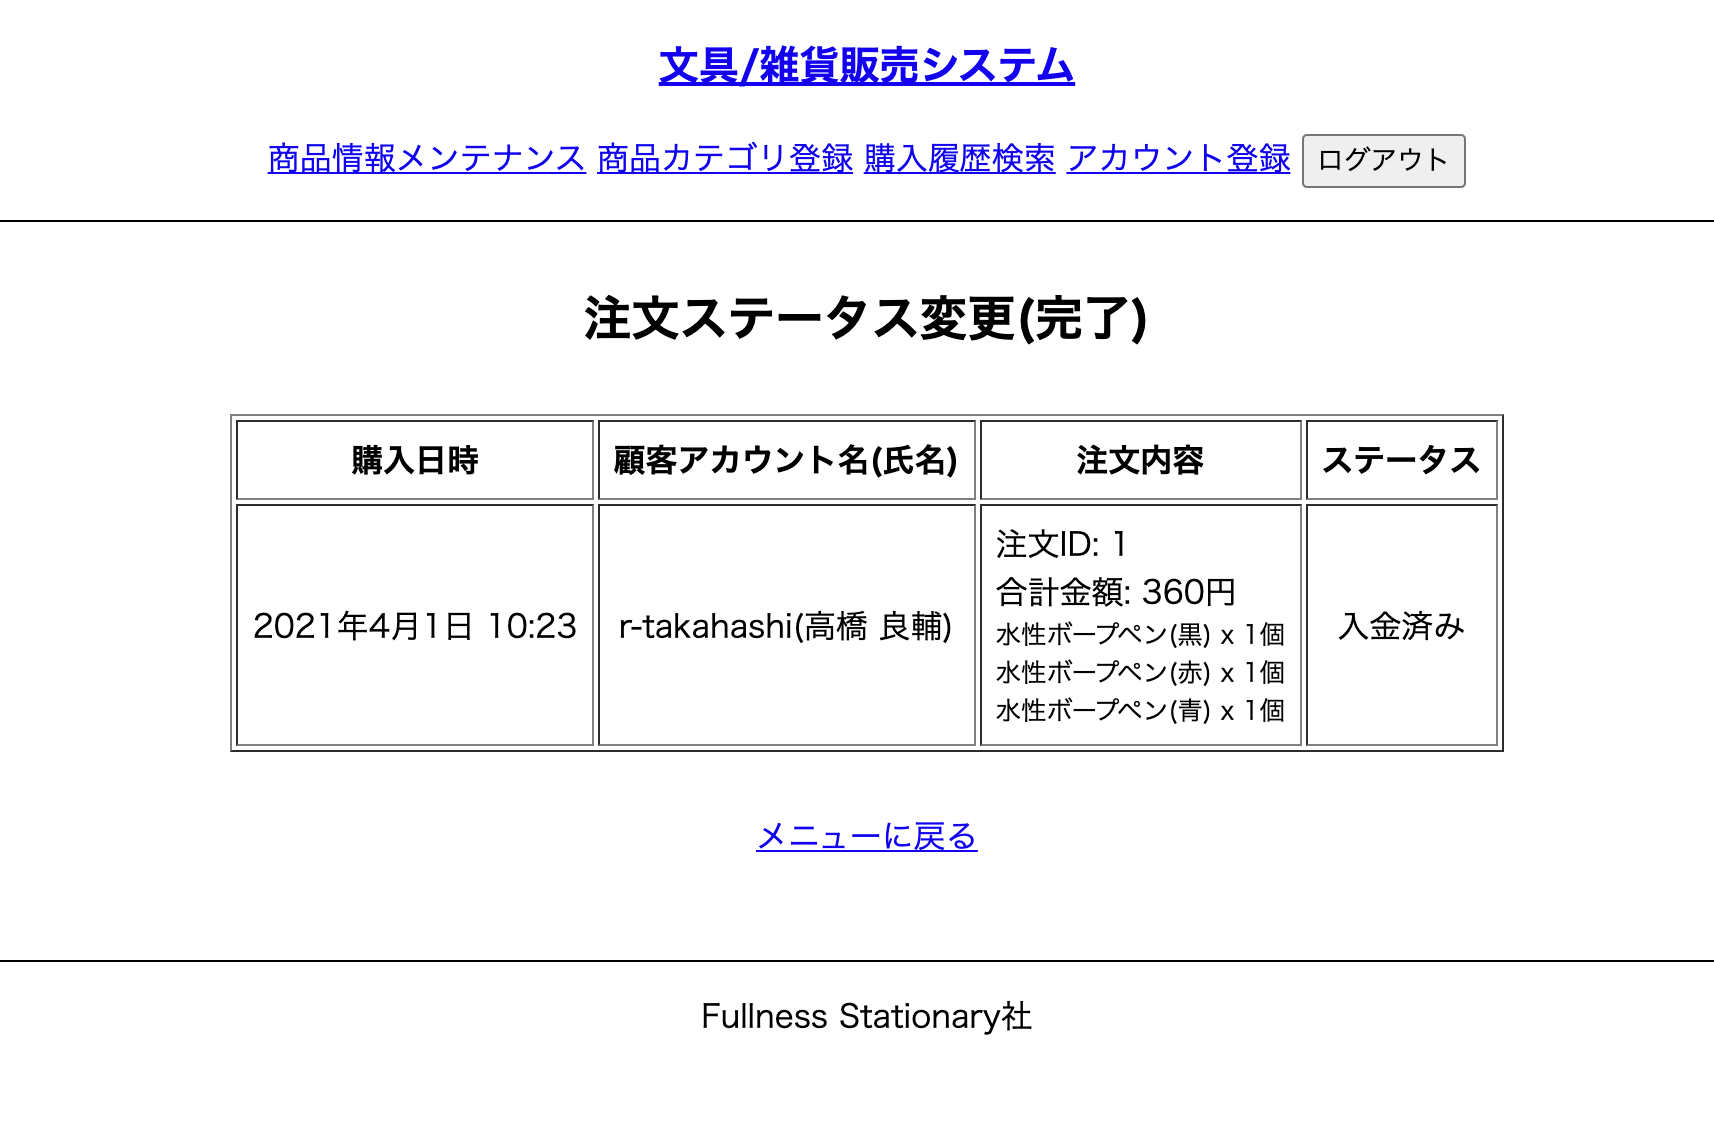 文具/雑貨販売システム
商品情報メンテナンス 商品カテゴリ登録 購入履歴検索 アカウント登録 ログアウト
注文ステータス変更(完了)
購入日時 顧客アカウント名(氏名) 注文内容 ステータス
2021年4月1日 10:23 r-takahashi(高橋 良輔) 注文ID: 1
合計金額: 360円
水性ボープペン(黒) x 1個
水性ボープペン(赤) x 1個
水性ボープペン(青) x 1個
入金済み
メニューに戻る
Fullness Stationary社